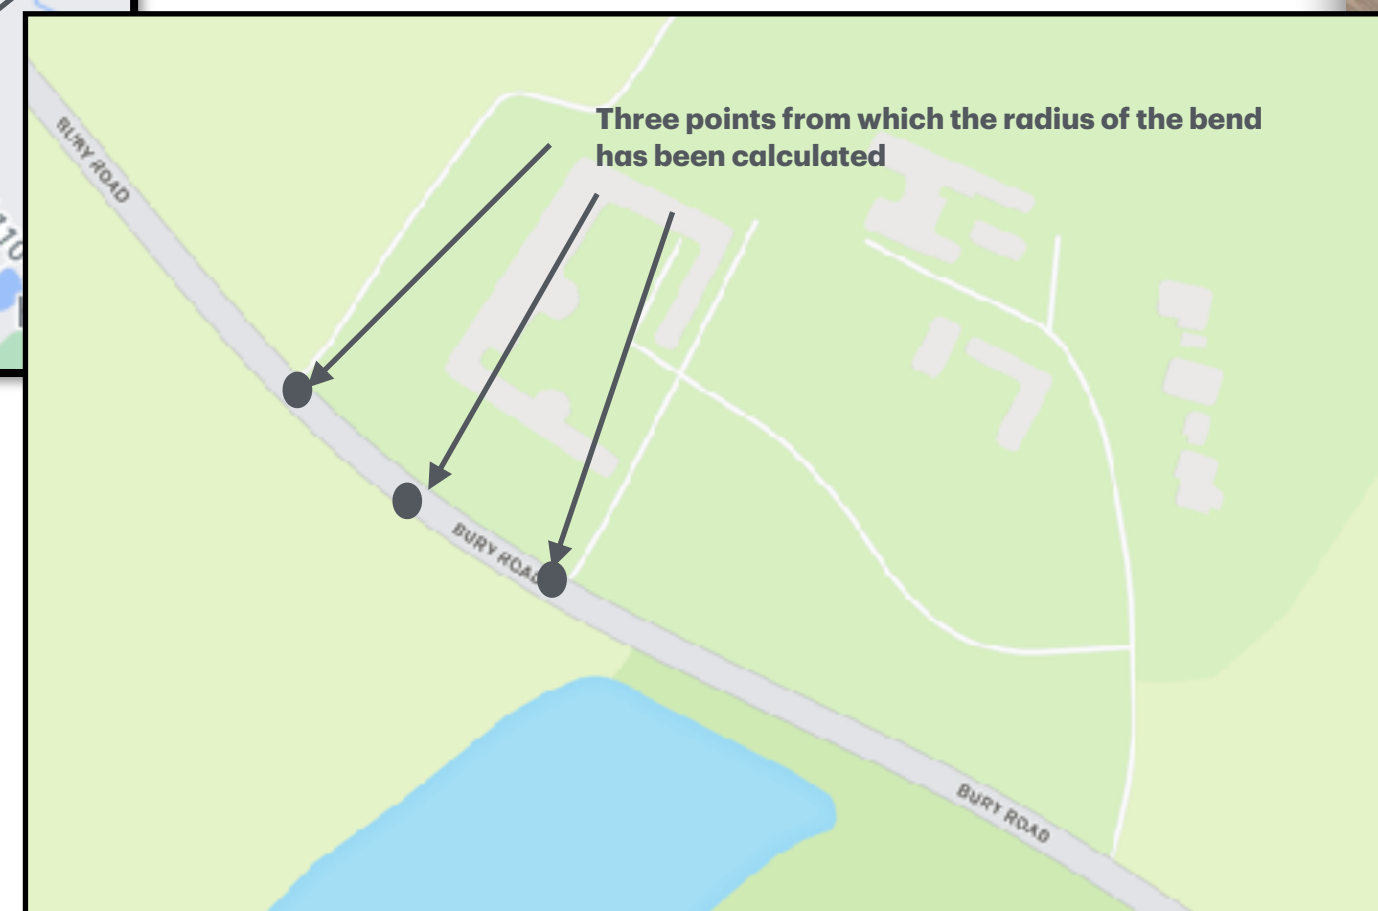 Three points from which the radius of the bend
has been calculated
BURY ROAD
BURY ROAD
BURY ROAD